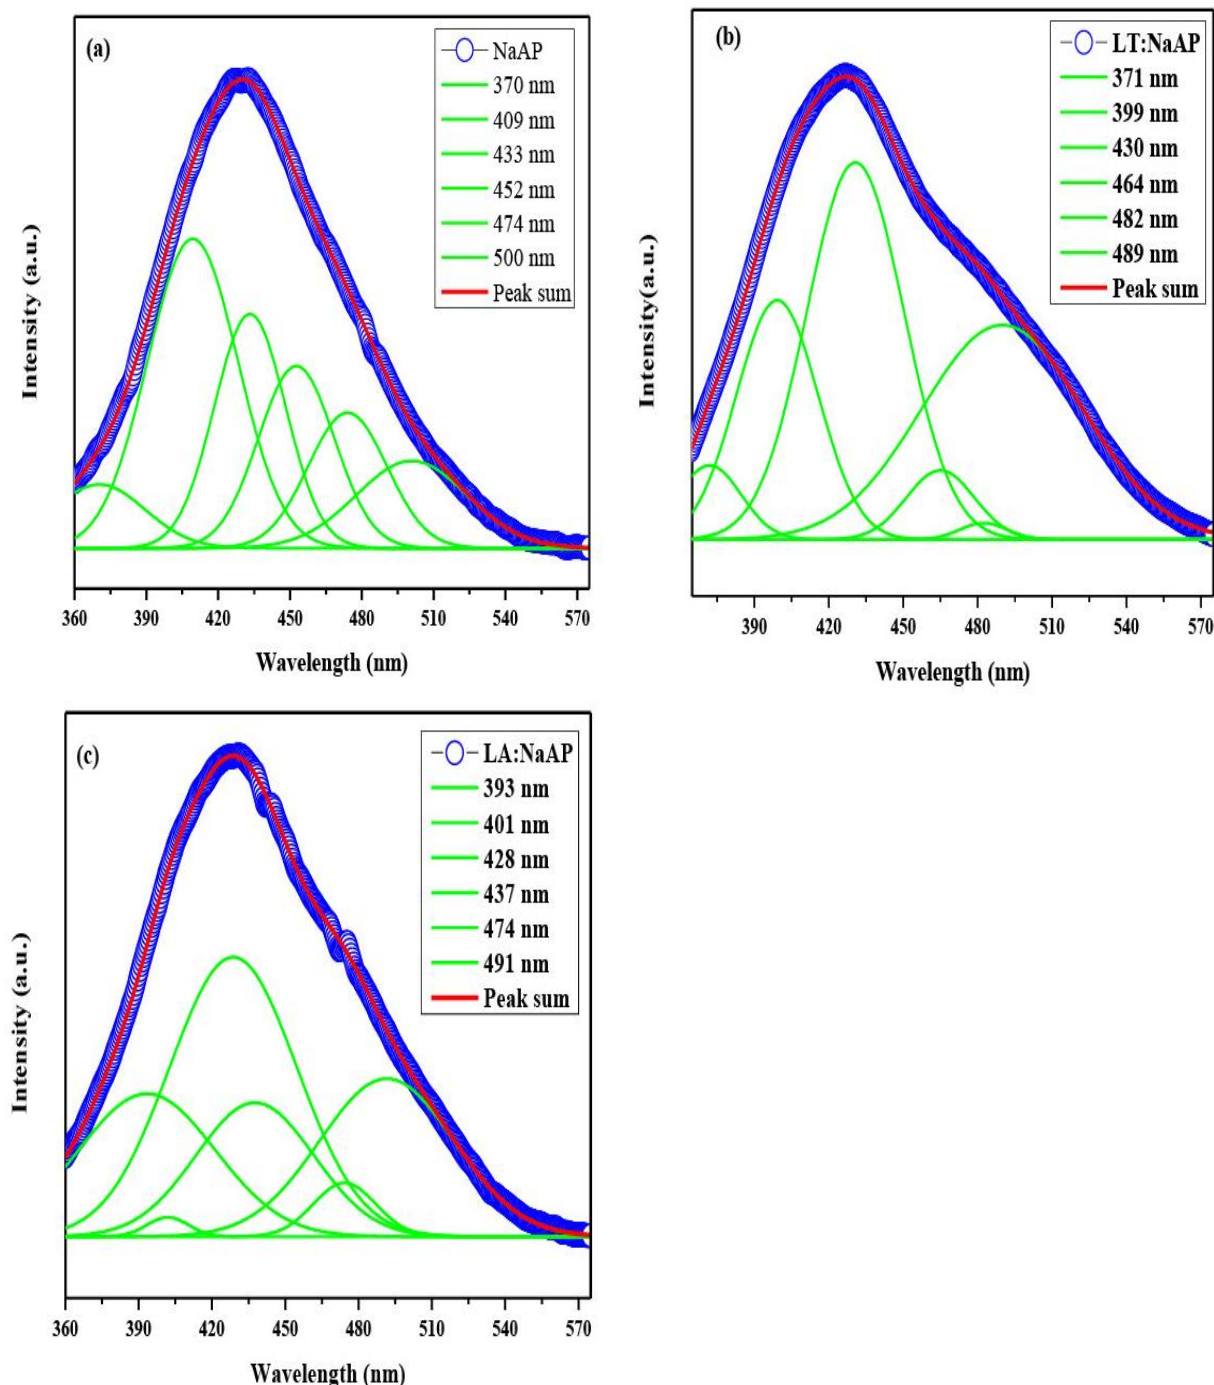 (a)
NaAP
370 nm
409 nm
433 nm
452 nm
474 nm
500 nm
Peak sum
Intensity (a.u.)
360 390 420 450 480 510 540 570
Wavelength (nm)
(b)
LT:NaAP
371 nm
399 nm
430 nm
464 nm
482 nm
489 nm
Peak sum
Intensity(a.u.)
390 420 450 480 510 540 570
Wavelength (nm)
(c)
LA:NaAP
393 nm
401 nm
428 nm
437 nm
474 nm
491 nm
Peak sum
Intensity (a.u.)
360 390 420 450 480 510 540 570
Wavelength (nm)